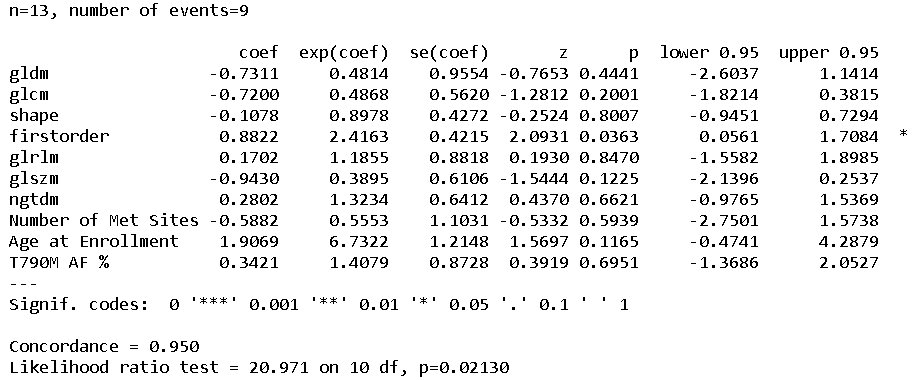 n=13, number of events=9
coef exp(coef) se(coef) z p lower 0.95 upper 0.95
gldm -0.7311 0.4814 0.9554 -0.7653 0.4441 -2.6037 1.1414
glcm -0.7200 0.4868 0.5620 -1.2812 0.2001 -1.8214 0.3815
shape -0.1078 0.8978 0.4272 -0.2524 0.8007 -0.9451 0.7294
firstorder 0.8822 2.4163 0.4215 2.0931 0.0363 0.0561 1.7084 *
glrlm 0.1702 1.1855 0.8818 0.1930 0.8470 -1.5582 1.8985
glszm -0.9430 0.3895 0.6106 -1.5444 0.1225 -2.1396 0.2537
ngtdm 0.2802 1.3234 0.6412 0.4370 0.6621 -0.9765 1.5369
Number of Met Sites -0.5882 0.5553 1.1031 -0.5332 0.5939 -2.7501 1.5738
Age at Enrollment 1.9069 6.7322 1.2148 1.5697 0.1165 -0.4741 4.2879
T790M AF % 0.3421 1.4079 0.8728 0.3919 0.6951 -1.3686 2.0527
---
Signif. codes: 0 '***' 0.001 '**' 0.01 '*' 0.05 '.' 0.1 ' ' 1
Concordance = 0.950
Likelihood ratio test = 20.971 on 10 df, p=0.02130